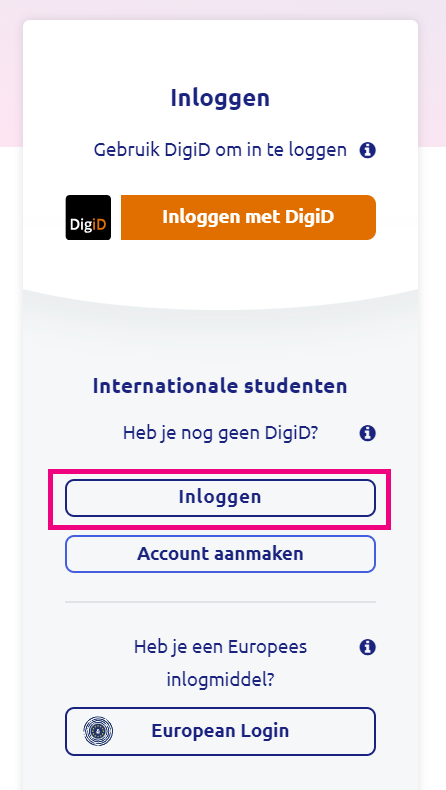 Inloggen
Gebruik DigiD om in te loggen
DigiD
Inloggen met DigiD
Internationale studenten
Heb je nog geen DigiD?
Inloggen
Account aanmaken
Heb je een Europees
inlogmiddel?
European Login